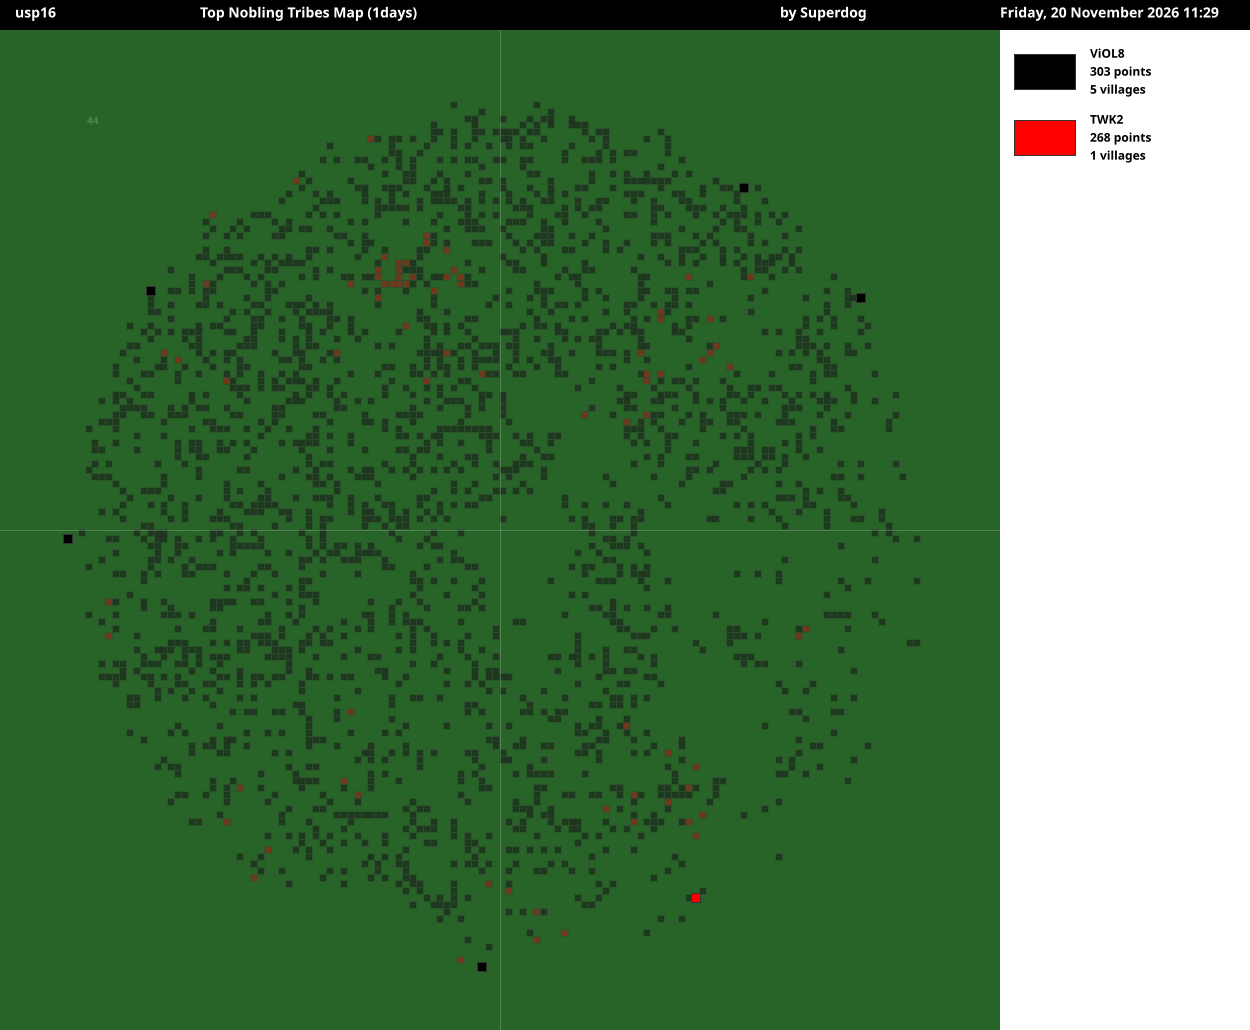 usp16 Top Nobling Tribes Map (1days) by Superdog Friday, 20 November 2026 11:29
ViOL8
303 points
5 villages
44
TWK2
268 points
1 villages